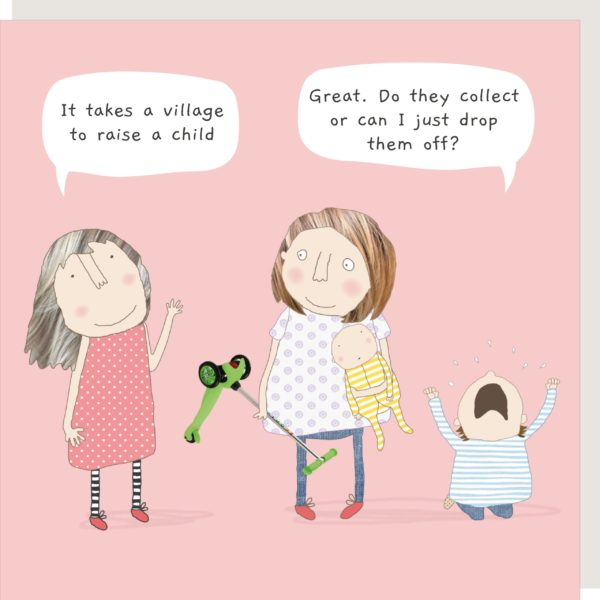 It takes a village
to raise a child
Great. Do they collect
or can I just drop
them off?